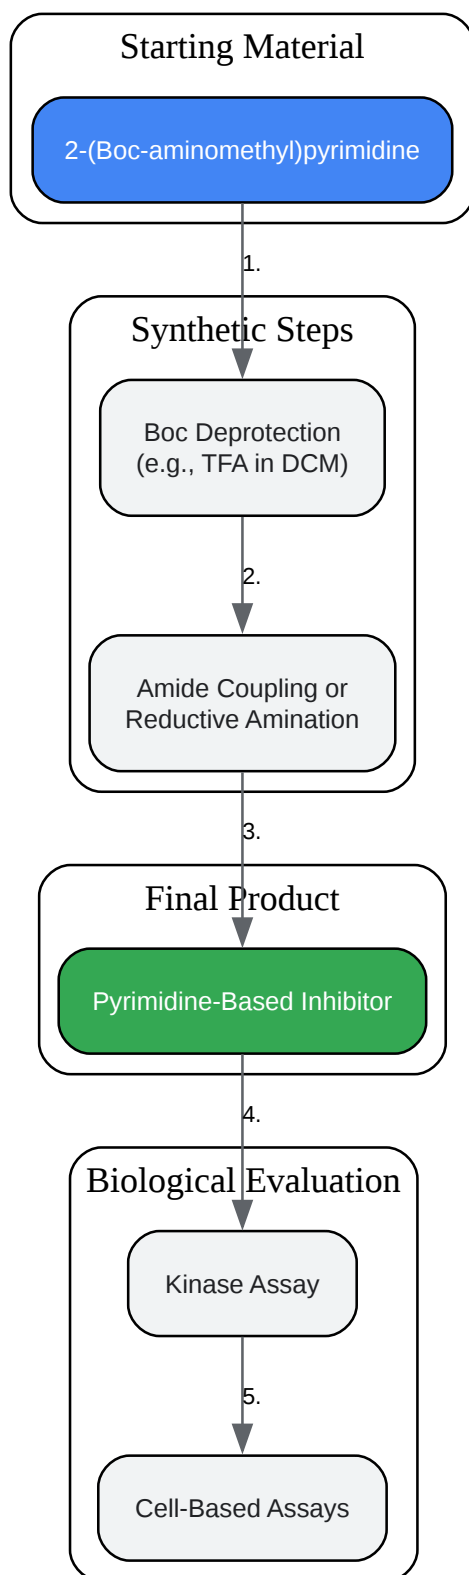 Starting Material
2-(Boc-aminomethyl)pyrimidine
1.
Synthetic Steps
Boc Deprotection
(e.g., TFA in DCM)
2.
Amide Coupling or
Reductive Amination
3.
Final Product
Pyrimidine-Based Inhibitor
4.
Biological Evaluation
Kinase Assay
5.
Cell-Based Assays